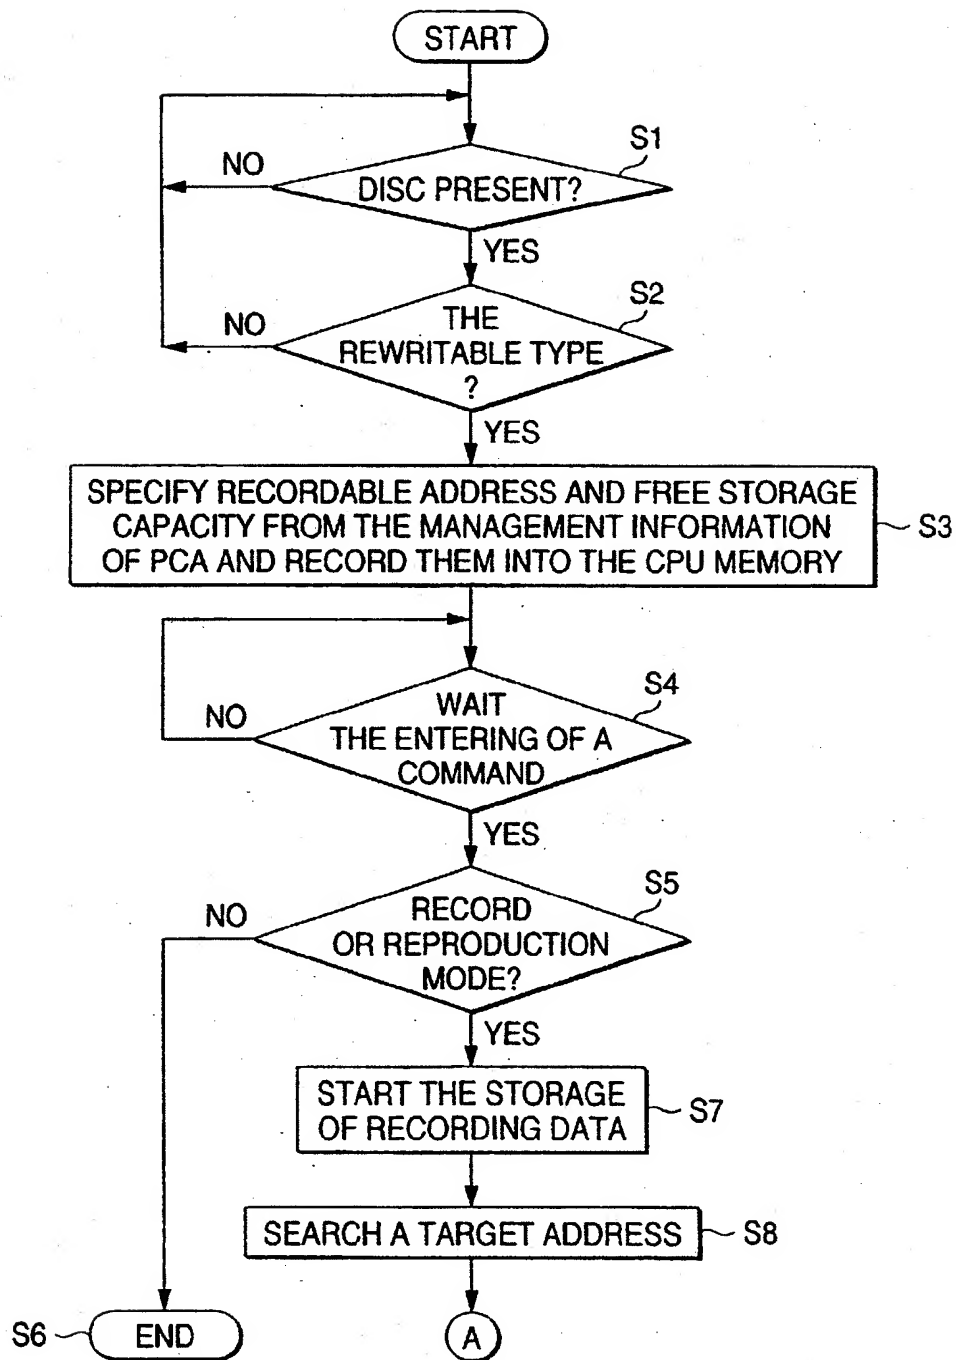 START
S1
NO
DISC PRESENT?
YES
S2
NO
THE
REWRITABLE TYPE
?
YES
SPECIFY RECORDABLE ADDRESS AND FREE STORAGE
CAPACITY FROM THE MANAGEMENT INFORMATION
OF PCA AND RECORD THEM INTO THE CPU MEMORY
S3
S4
NO
WAIT
THE ENTERING OF A
COMMAND
YES
S5
NO
RECORD
OR REPRODUCTION
MODE?
YES
START THE STORAGE
OF RECORDING DATA
S7
SEARCH A TARGET ADDRESS
S8
S6
END
A